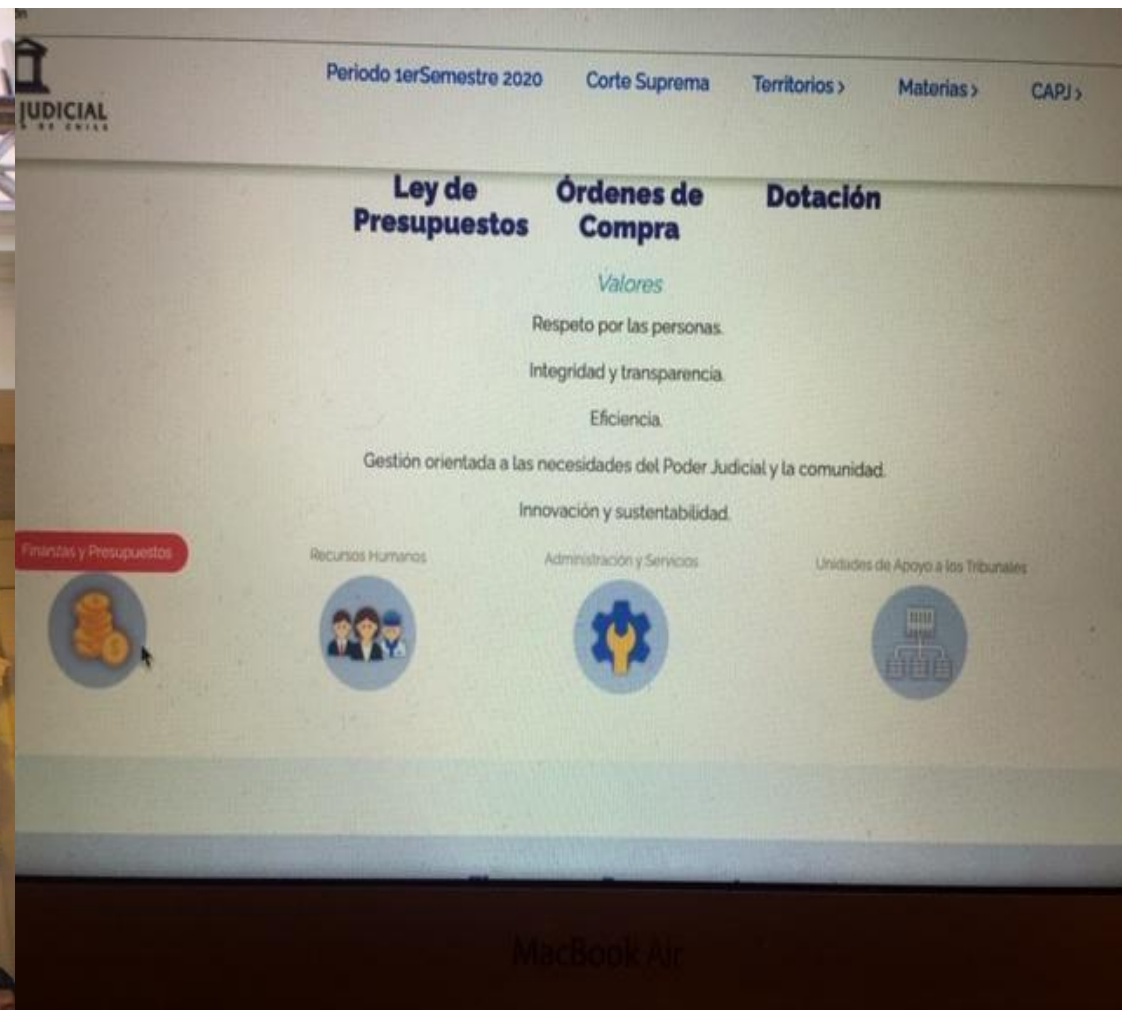 JUDICIAL
DE CHILE
Periodo 1erSemestre 2020
Corte Suprema
Territorios >
Materias >
CAPJ >
Ley de
Presupuestos
Órdenes de
Compra
Dotación
Valores
Respeto por las personas.
Integridad y transparencia.
Eficiencia.
Gestión orientada a las necesidades del Poder Judicial y la comunidad.
Innovación y sustentabilidad.
Finanzas y Presupuestos
Recursos Humanos
Administración y Servicios
Unidades de Apoyo a los Tribunales
MacBook Air